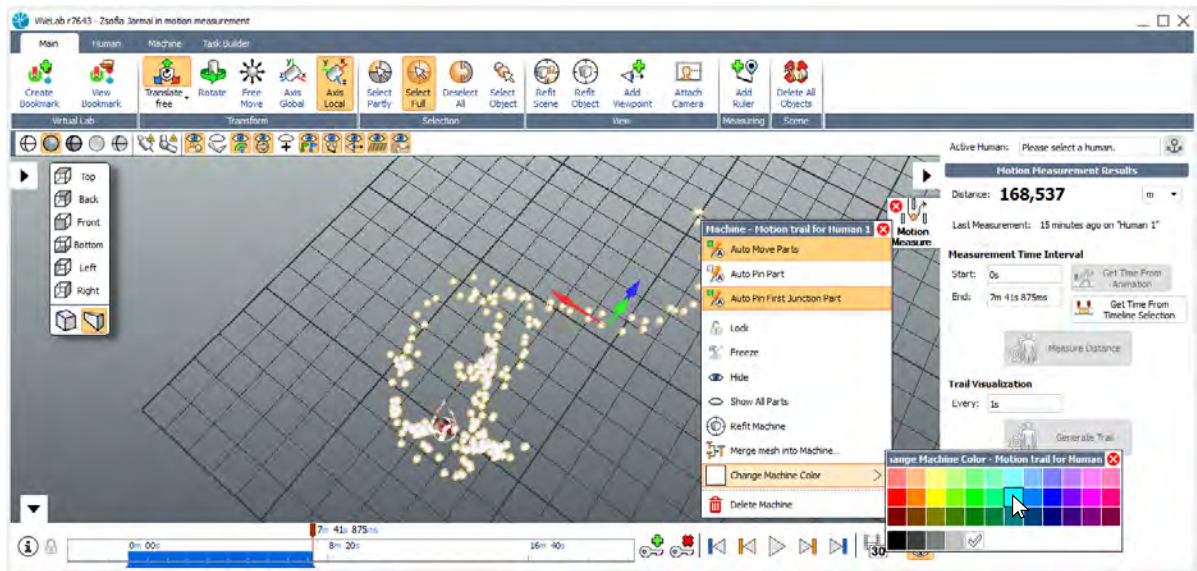 ViveLab r7643 - Zsofia Jarmai in motion measurement
Main Human Machine Task Builder
Create Bookmark
View Bookmark
Translate free
Rotate
Free Move
Axis Global
Axis Local
Select Partly
Select Full
Deselect All
Select Object
Refit Scene
Refit Object
Add Viewpoint
Attach Camera
Add Ruler
Delete All Objects
Virtual Lab Transform Selection View Measuring Scene
Active Human: Please select a human.
Top
Back
Front
Bottom
Left
Right
Motion Measure
Motion Measurement Results
Distance: 168,537 m
Last Measurement: 15 minutes ago on "Human 1"
Measurement Time Interval
Start: 0s
Get Time From Animation
End: 7m 41s 875ms
Get Time From Timeline Selection
Measure Distance
Trail Visualization
Every: 1s
Generate Trail
Machine - Motion trail for Human 1
Auto Move Parts
Auto Pin Part
Auto Pin First Junction Part
Lock
Freeze
Hide
Show All Parts
Refit Machine
Merge mesh into Machine...
Change Machine Color
Delete Machine
ange Machine Color - Motion trail for Human
7m 41s 875ms
0m 00s 8m 20s 16m 40s
30